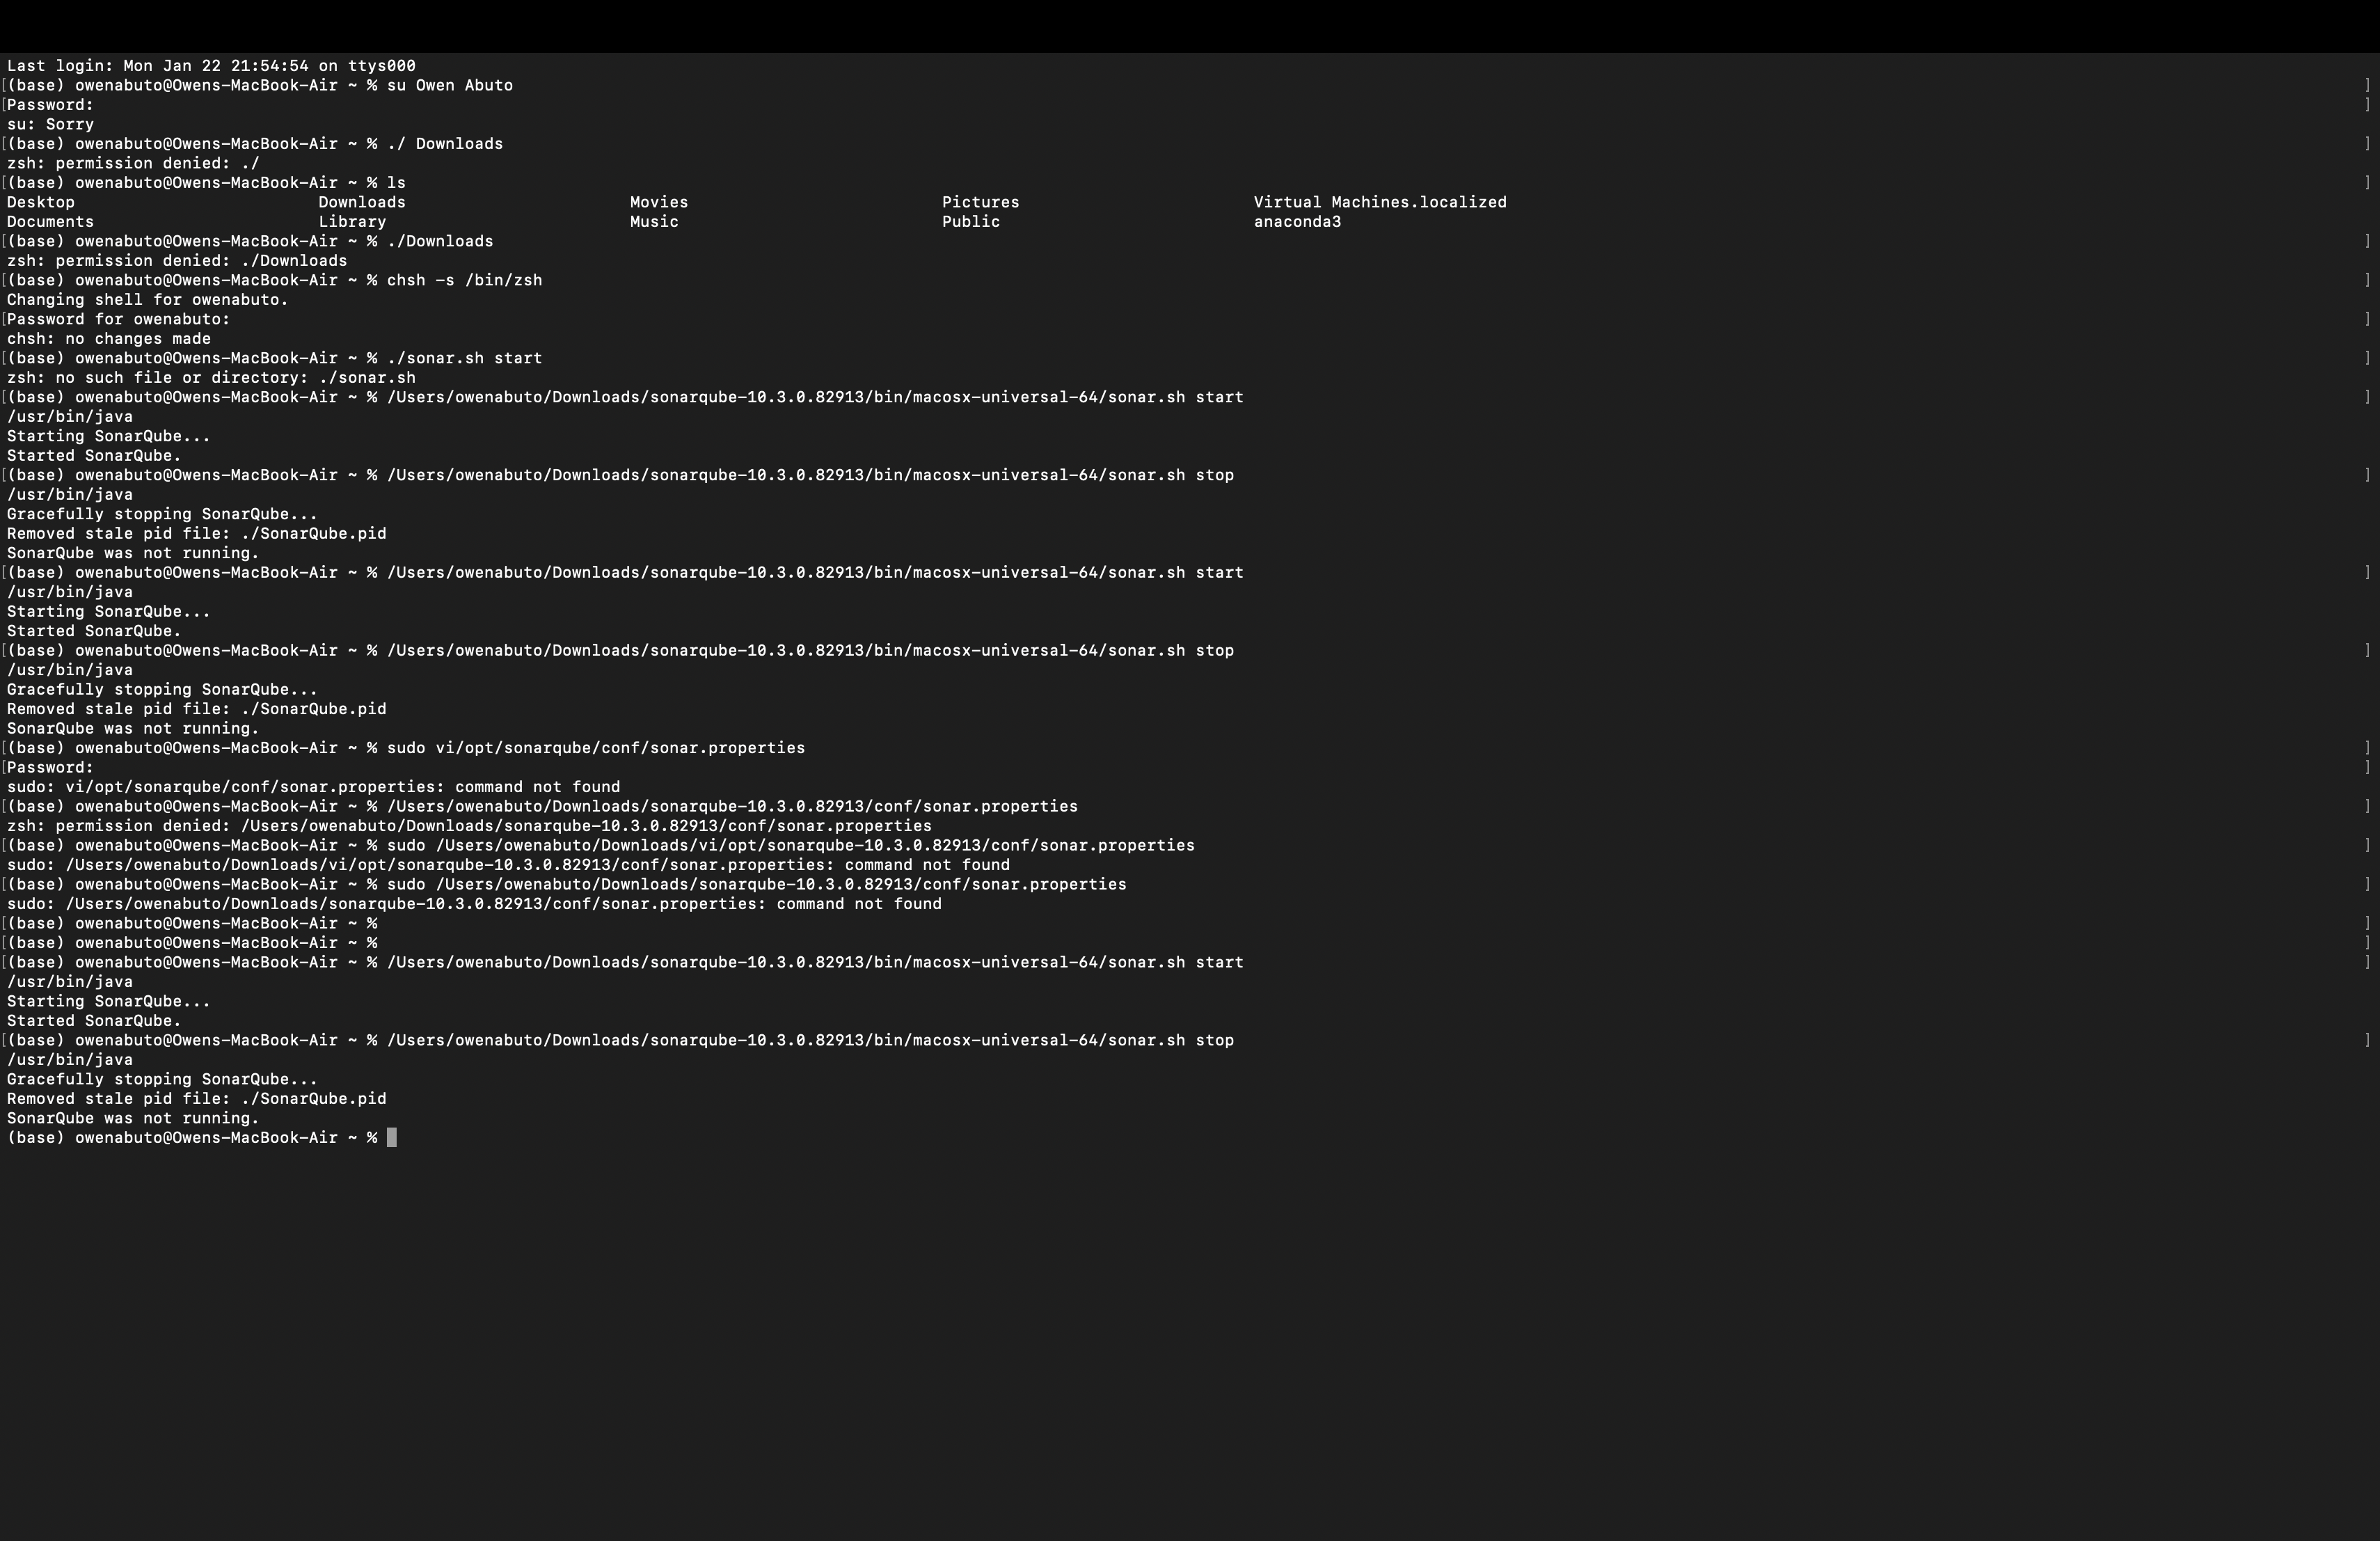 Last login: Mon Jan 22 21:54:54 on ttys000
[(base) owenabuto@Owens-MacBook-Air ~ % su Owen Abuto ]
[Password: ]
su: Sorry
[(base) owenabuto@Owens-MacBook-Air ~ % ./ Downloads ]
zsh: permission denied: ./
[(base) owenabuto@Owens-MacBook-Air ~ % ls ]
Desktop Downloads Movies Pictures Virtual Machines.localized
Documents Library Music Public anaconda3
[(base) owenabuto@Owens-MacBook-Air ~ % ./Downloads ]
zsh: permission denied: ./Downloads
[(base) owenabuto@Owens-MacBook-Air ~ % chsh -s /bin/zsh ]
Changing shell for owenabuto.
[Password for owenabuto: ]
chsh: no changes made
[(base) owenabuto@Owens-MacBook-Air ~ % ./sonar.sh start ]
zsh: no such file or directory: ./sonar.sh
[(base) owenabuto@Owens-MacBook-Air ~ % /Users/owenabuto/Downloads/sonarqube-10.3.0.82913/bin/macosx-universal-64/sonar.sh start ]
/usr/bin/java
Starting SonarQube...
Started SonarQube.
[(base) owenabuto@Owens-MacBook-Air ~ % /Users/owenabuto/Downloads/sonarqube-10.3.0.82913/bin/macosx-universal-64/sonar.sh stop ]
/usr/bin/java
Gracefully stopping SonarQube...
Removed stale pid file: ./SonarQube.pid
SonarQube was not running.
[(base) owenabuto@Owens-MacBook-Air ~ % /Users/owenabuto/Downloads/sonarqube-10.3.0.82913/bin/macosx-universal-64/sonar.sh start ]
/usr/bin/java
Starting SonarQube...
Started SonarQube.
[(base) owenabuto@Owens-MacBook-Air ~ % /Users/owenabuto/Downloads/sonarqube-10.3.0.82913/bin/macosx-universal-64/sonar.sh stop ]
/usr/bin/java
Gracefully stopping SonarQube...
Removed stale pid file: ./SonarQube.pid
SonarQube was not running.
[(base) owenabuto@Owens-MacBook-Air ~ % sudo vi/opt/sonarqube/conf/sonar.properties ]
[Password: ]
sudo: vi/opt/sonarqube/conf/sonar.properties: command not found
[(base) owenabuto@Owens-MacBook-Air ~ % /Users/owenabuto/Downloads/sonarqube-10.3.0.82913/conf/sonar.properties ]
zsh: permission denied: /Users/owenabuto/Downloads/sonarqube-10.3.0.82913/conf/sonar.properties
[(base) owenabuto@Owens-MacBook-Air ~ % sudo /Users/owenabuto/Downloads/vi/opt/sonarqube-10.3.0.82913/conf/sonar.properties ]
sudo: /Users/owenabuto/Downloads/vi/opt/sonarqube-10.3.0.82913/conf/sonar.properties: command not found
[(base) owenabuto@Owens-MacBook-Air ~ % sudo /Users/owenabuto/Downloads/sonarqube-10.3.0.82913/conf/sonar.properties ]
sudo: /Users/owenabuto/Downloads/sonarqube-10.3.0.82913/conf/sonar.properties: command not found
[(base) owenabuto@Owens-MacBook-Air ~ % ]
[(base) owenabuto@Owens-MacBook-Air ~ % ]
[(base) owenabuto@Owens-MacBook-Air ~ % /Users/owenabuto/Downloads/sonarqube-10.3.0.82913/bin/macosx-universal-64/sonar.sh start ]
/usr/bin/java
Starting SonarQube...
Started SonarQube.
[(base) owenabuto@Owens-MacBook-Air ~ % /Users/owenabuto/Downloads/sonarqube-10.3.0.82913/bin/macosx-universal-64/sonar.sh stop ]
/usr/bin/java
Gracefully stopping SonarQube...
Removed stale pid file: ./SonarQube.pid
SonarQube was not running.
(base) owenabuto@Owens-MacBook-Air ~ %